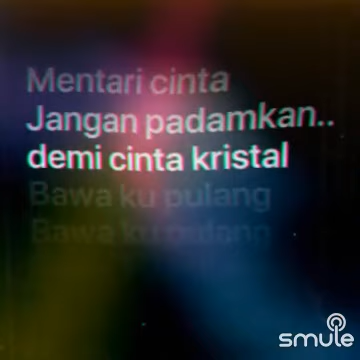 Mentari cinta
Jangan padamkan..
demi cinta kristal
Bawa ku pulang
Bawa ku pulang
smule